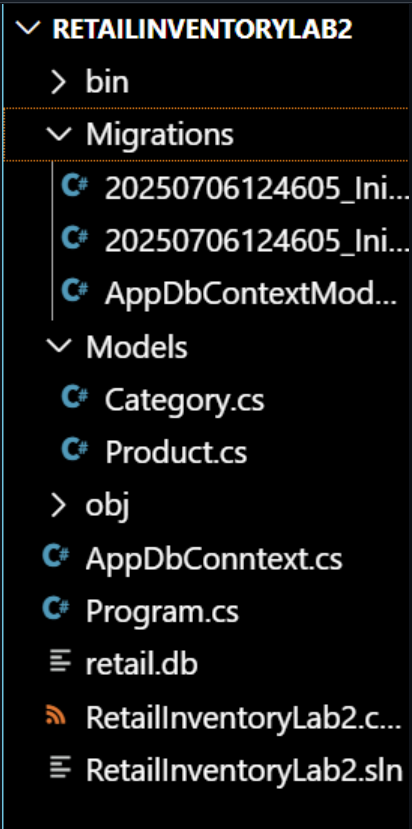 RETAILINVENTORYLAB2
bin
Migrations
C# 20250706124605_Ini...
C# 20250706124605_Ini...
C# AppDbContextMod...
Models
C# Category.cs
C# Product.cs
obj
C# AppDbConntext.cs
C# Program.cs
retail.db
RetailInventoryLab2.c...
RetailInventoryLab2.sln